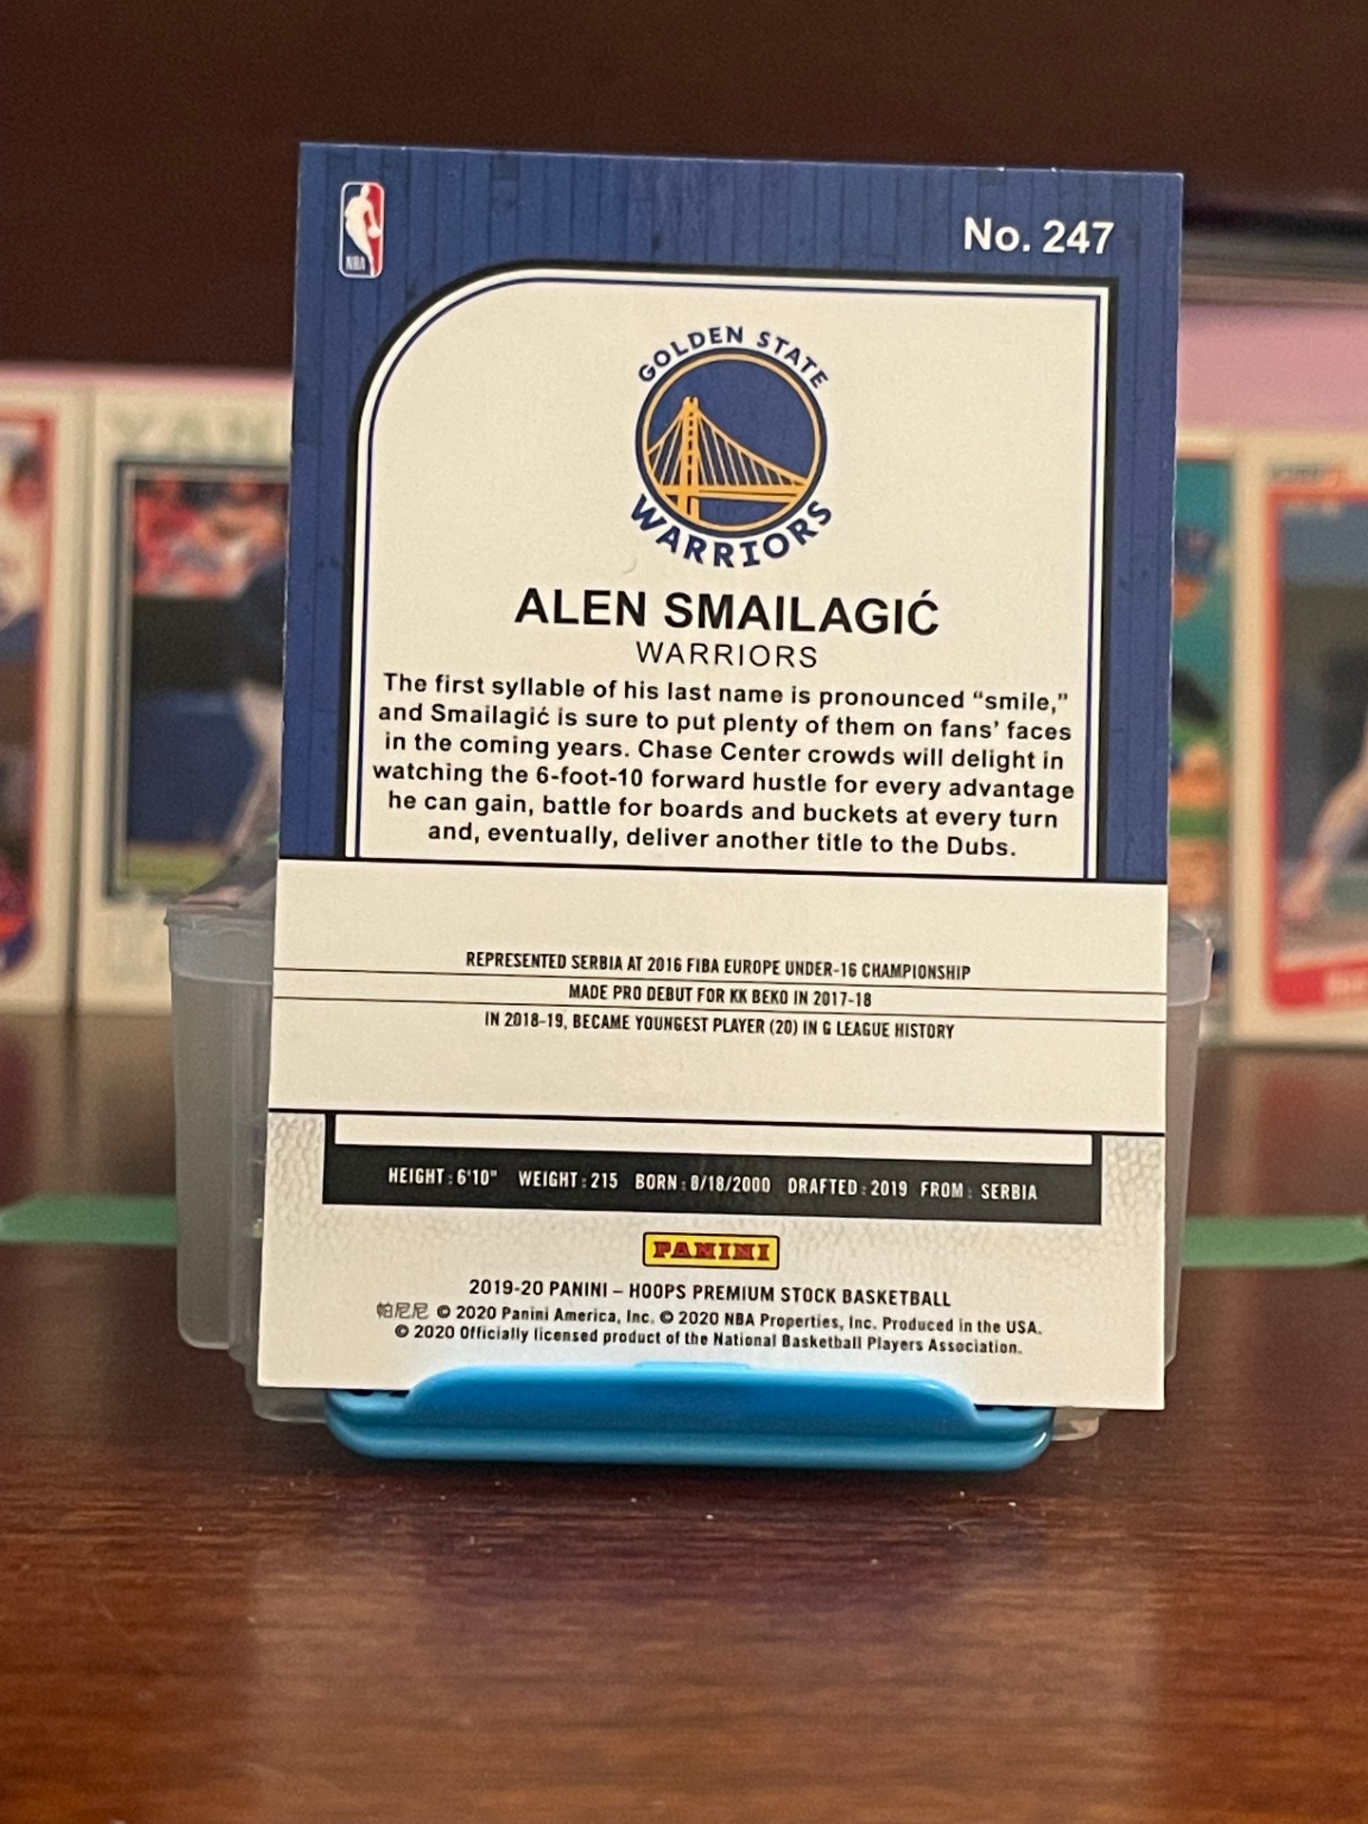 No. 247
NBA
GOLDEN STATE
WARRIORS
ALEN SMAILAGIĆ
WARRIORS
The first syllable of his last name is pronounced “smile,”
and Smailagić is sure to put plenty of them on fans’ faces
in the coming years. Chase Center crowds will delight in
watching the 6-foot-10 forward hustle for every advantage
he can gain, battle for boards and buckets at every turn
and, eventually, deliver another title to the Dubs.
REPRESENTED SERBIA AT 2016 FIBA EUROPE UNDER-16 CHAMPIONSHIP
MADE PRO DEBUT FOR KK BEKO IN 2017-18
IN 2018-19, BECAME YOUNGEST PLAYER (20) IN G LEAGUE HISTORY
HEIGHT: 6'10" WEIGHT: 215 BORN: 8/18/2000 DRAFTED: 2019 FROM: SERBIA
PANINI
2019-20 PANINI – HOOPS PREMIUM STOCK BASKETBALL
帕尼尼 © 2020 Panini America, Inc. © 2020 NBA Properties, Inc. Produced in the USA.
© 2020 Officially licensed product of the National Basketball Players Association.